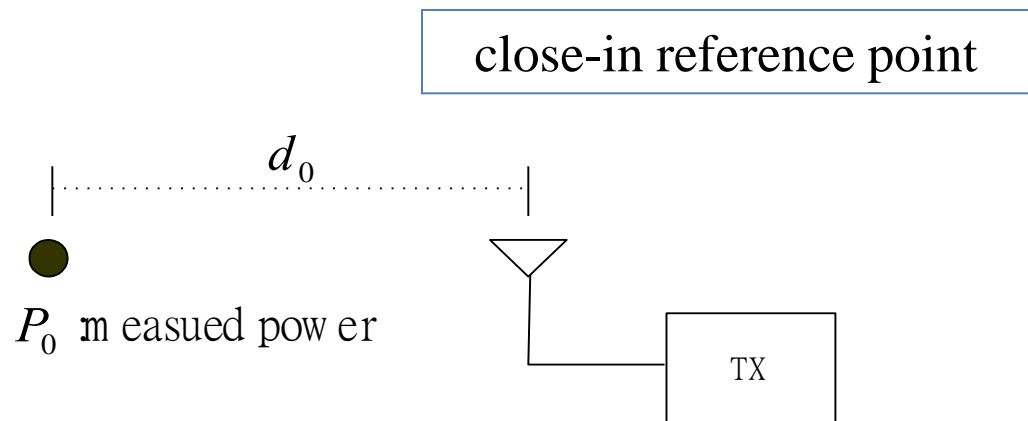 close-in reference point
d₀
P₀ :measued power
TX